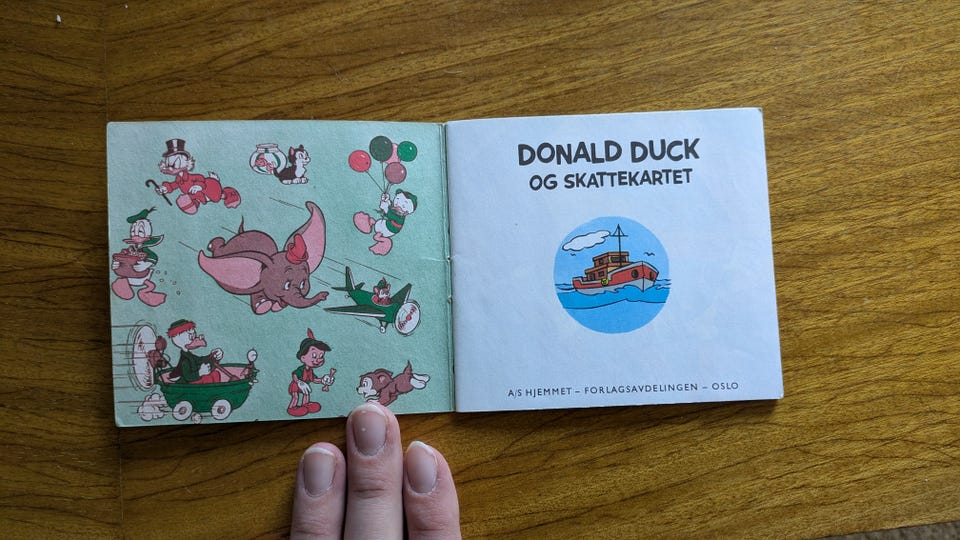 DONALD DUCK
OG SKATTEKARTET
A/S HJEMMET – FORLAGSAVDELINGEN – OSLO